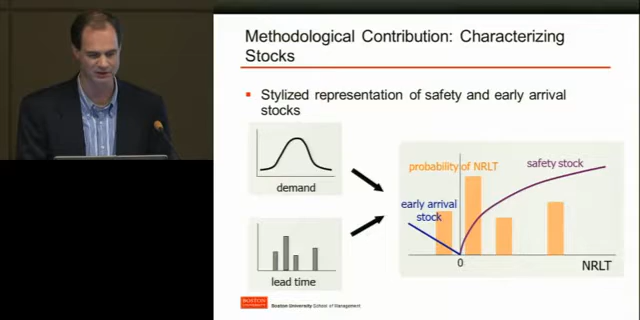 Methodological Contribution: Characterizing
Stocks
Stylized representation of safety and early arrival
stocks
demand
lead time
probability of NRLT
safety stock
early arrival
stock
0
NRLT
BOSTON
UNIVERSITY
Boston University School of Management